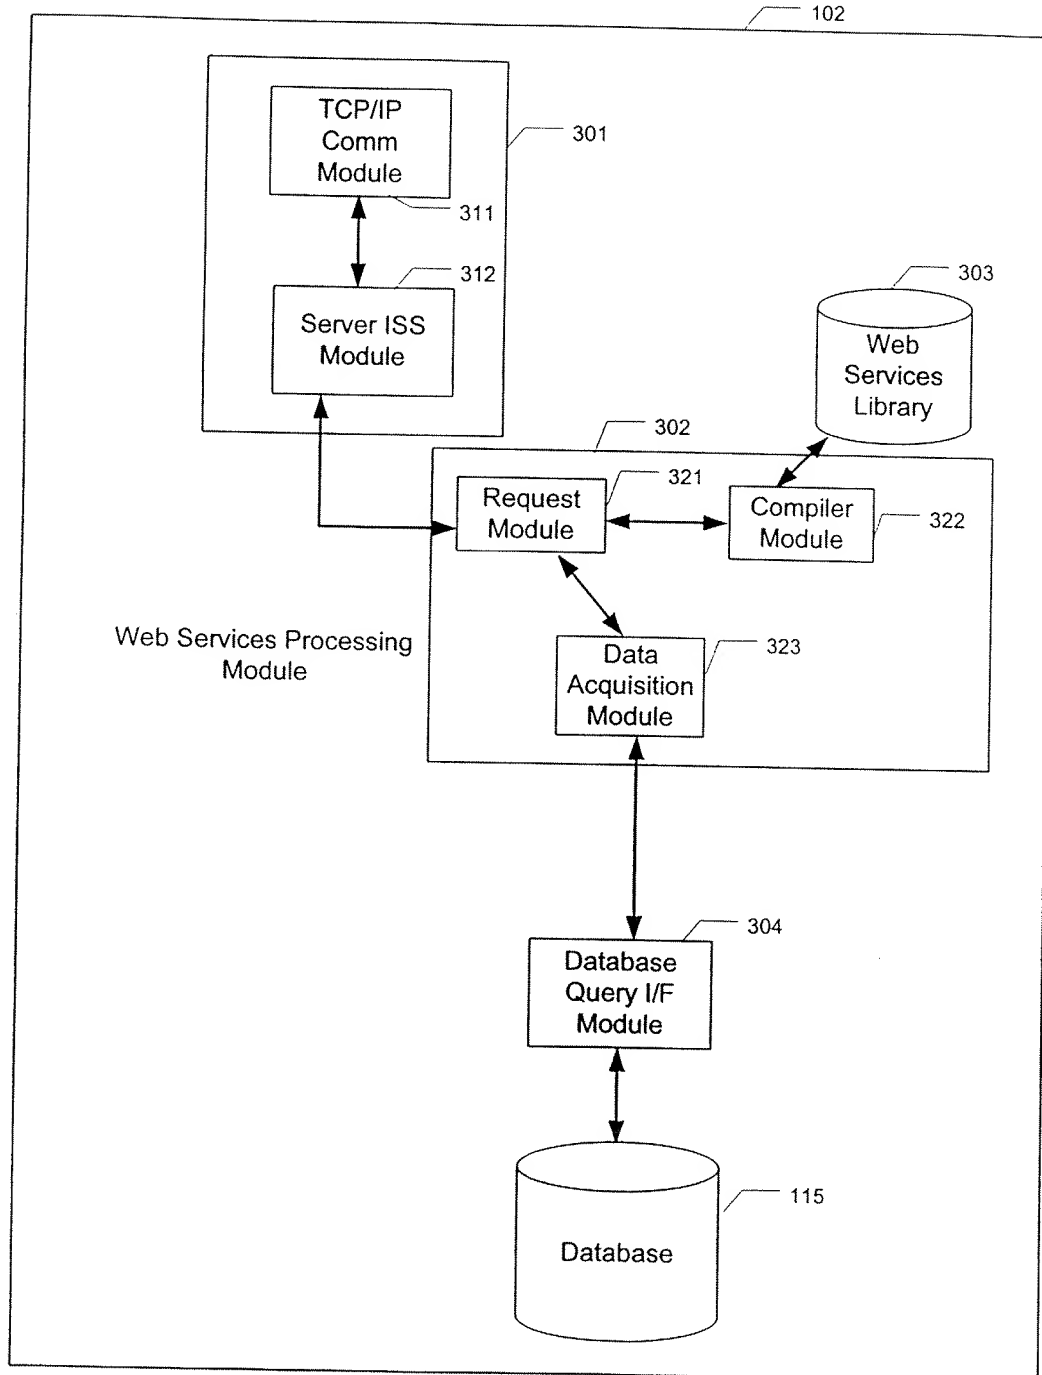 102
TCP/IP
Comm
Module
301
311
312
Server ISS
Module
303
Web
Services
Library
302
321
Request
Module
Compiler
Module
322
Web Services Processing
Module
323
Data
Acquisition
Module
304
Database
Query I/F
Module
115
Database